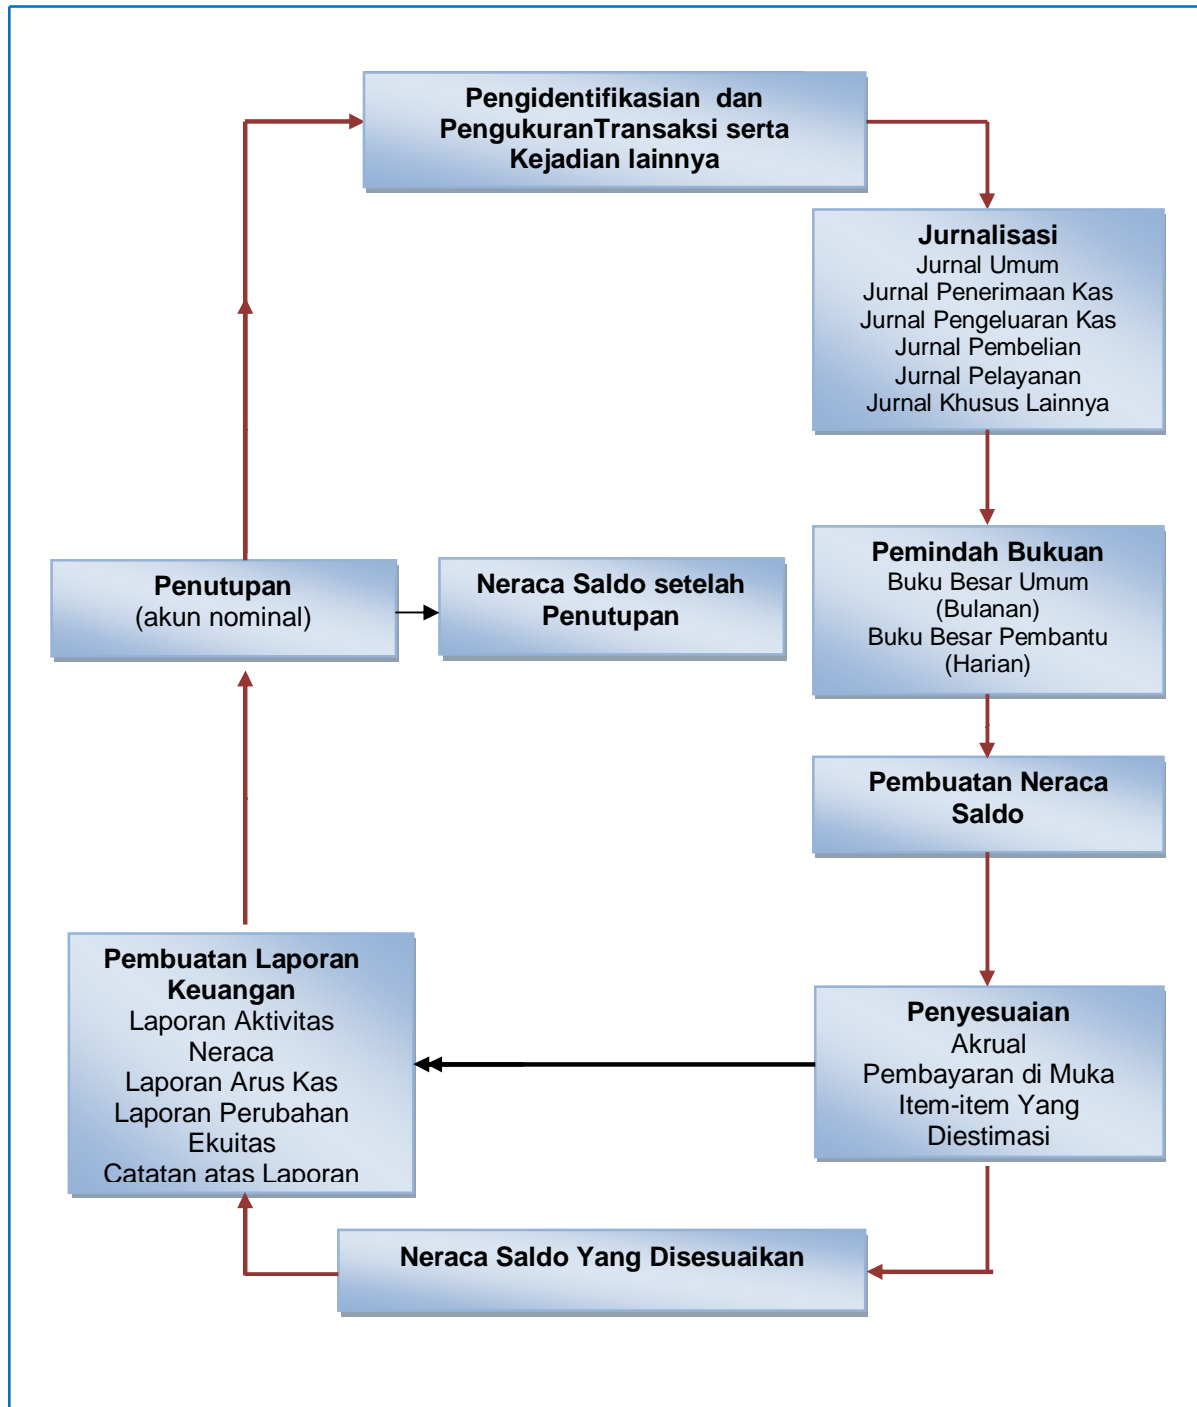 Pengidentifikasian dan
PengukuranTransaksi serta
Kejadian lainnya
Jurnalisasi
Jurnal Umum
Jurnal Penerimaan Kas
Jurnal Pengeluaran Kas
Jurnal Pembelian
Jurnal Pelayanan
Jurnal Khusus Lainnya
Pemindah Bukuan
Buku Besar Umum
(Bulanan)
Buku Besar Pembantu
(Harian)
Penutupan
(akun nominal)
Neraca Saldo setelah
Penutupan
Pembuatan Neraca
Saldo
Pembuatan Laporan
Keuangan
Laporan Aktivitas
Neraca
Laporan Arus Kas
Laporan Perubahan
Ekuitas
Catatan atas Laporan
Penyesuaian
Akrual
Pembayaran di Muka
Item-item Yang
Diestimasi
Neraca Saldo Yang Disesuaikan